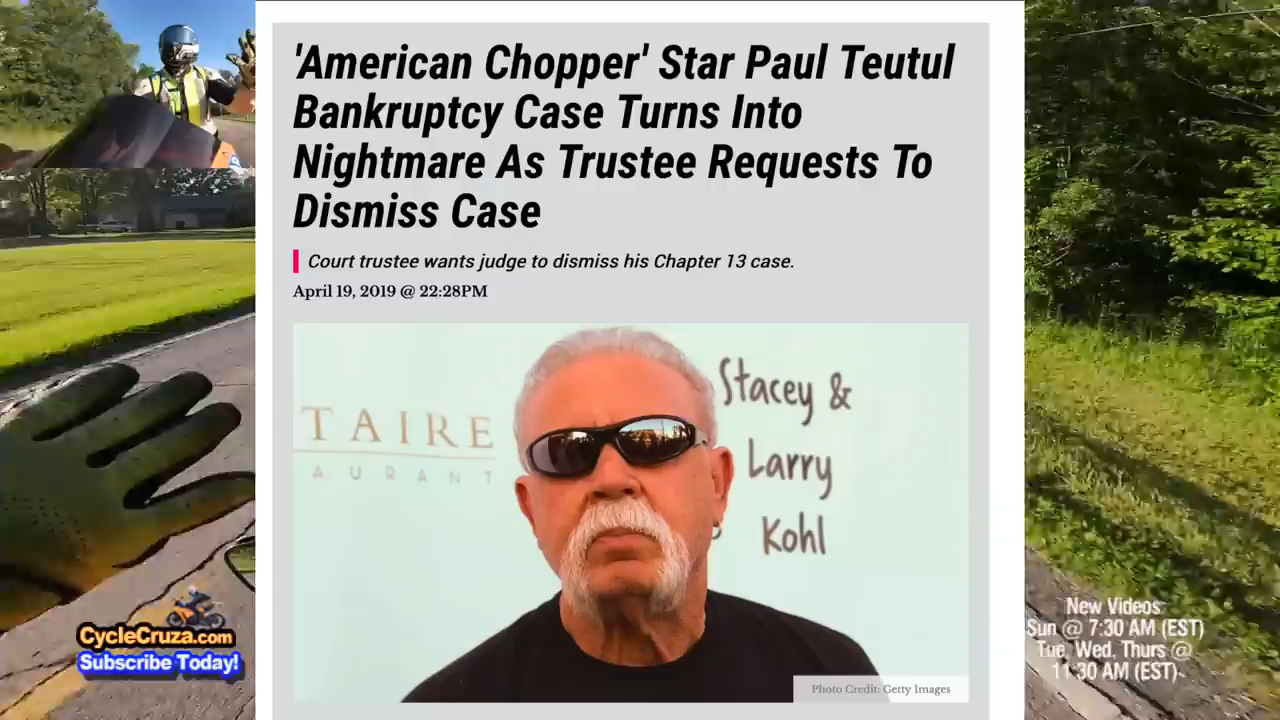 'American Chopper' Star Paul Teutul
Bankruptcy Case Turns Into
Nightmare As Trustee Requests To
Dismiss Case
Court trustee wants judge to dismiss his Chapter 13 case.
April 19, 2019 @ 22:28PM
TAIRE
AURANT
Stacey &
Larry
Kohl
Photo Credit: Getty Images
CycleCruza.com
Subscribe Today!
New Videos
Sun @ 7:30 AM (EST)
Tue, Wed, Thurs @
11:30 AM (EST)